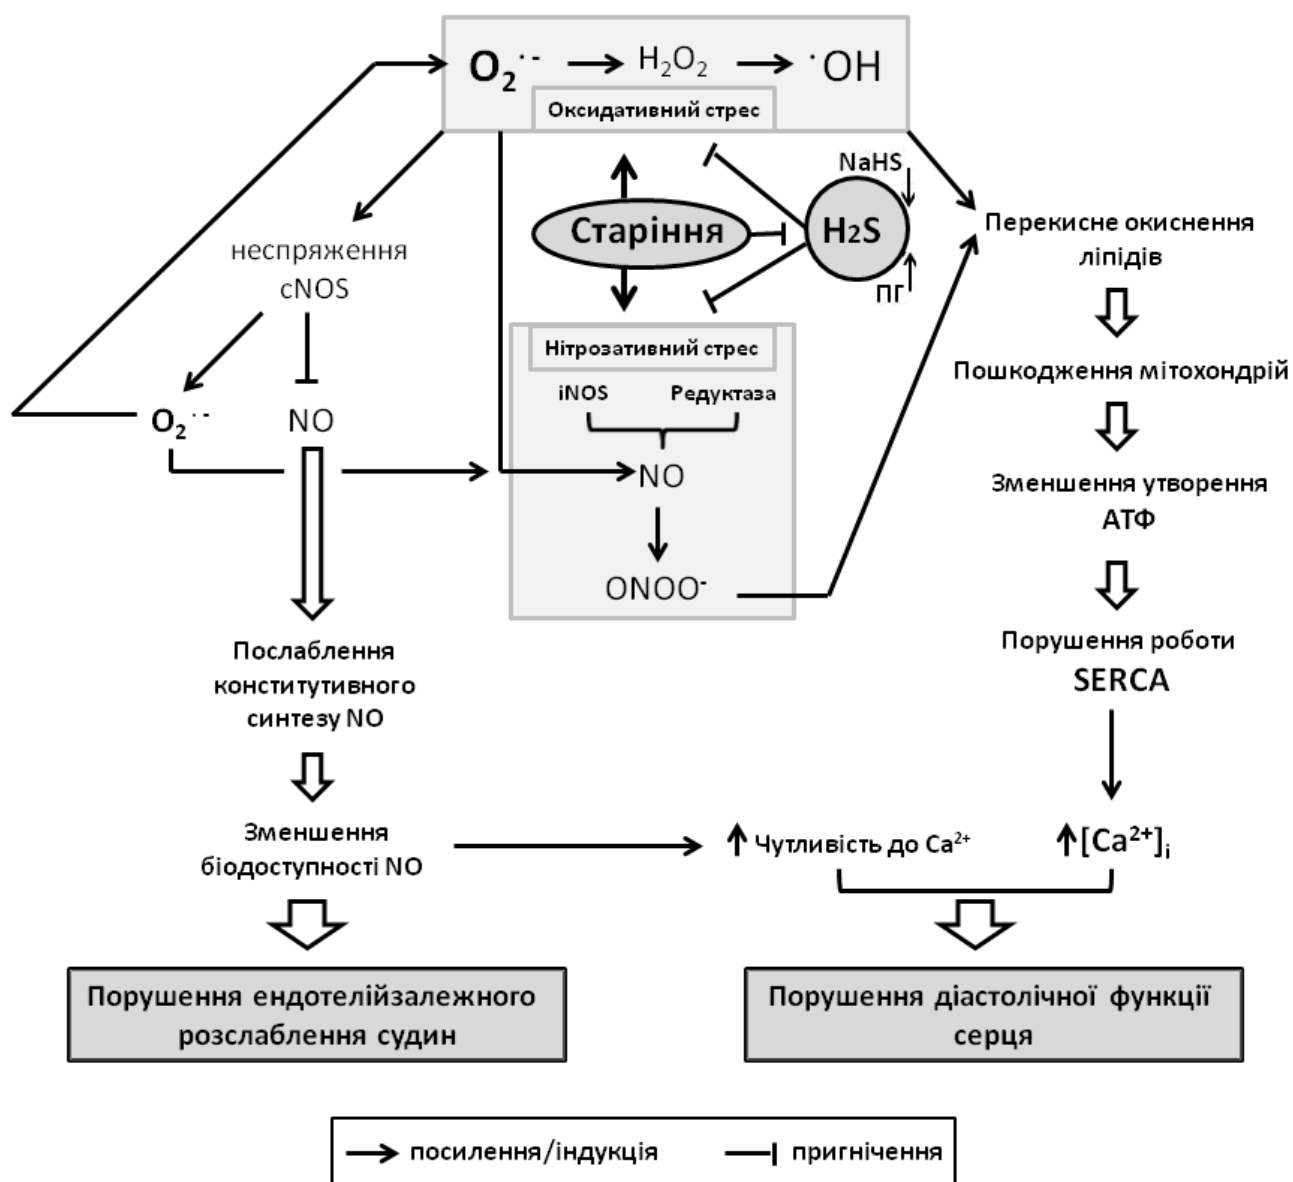 O₂·⁻ → H₂O₂ → ·OH
Оксидативний стрес
NaHS
Старіння
H₂S
ПГ
Перекисне окиснення
ліпідів
неспряження
cNOS
Нітрозативний стрес
iNOS Редуктаза
Пошкодження мітохондрій
O₂·⁻ NO
NO
ONOO⁻
Зменшення утворення
АТФ
Послаблення
конститутивного
синтезу NO
Порушення роботи
SERCA
Зменшення
біодоступності NO
↑ Чутливість до Ca²⁺
↑[Ca²⁺]ᵢ
Порушення ендотелійзалежного
розслаблення судин
Порушення діастолічної функції
серця
→ посилення/індукція ⊣ пригнічення